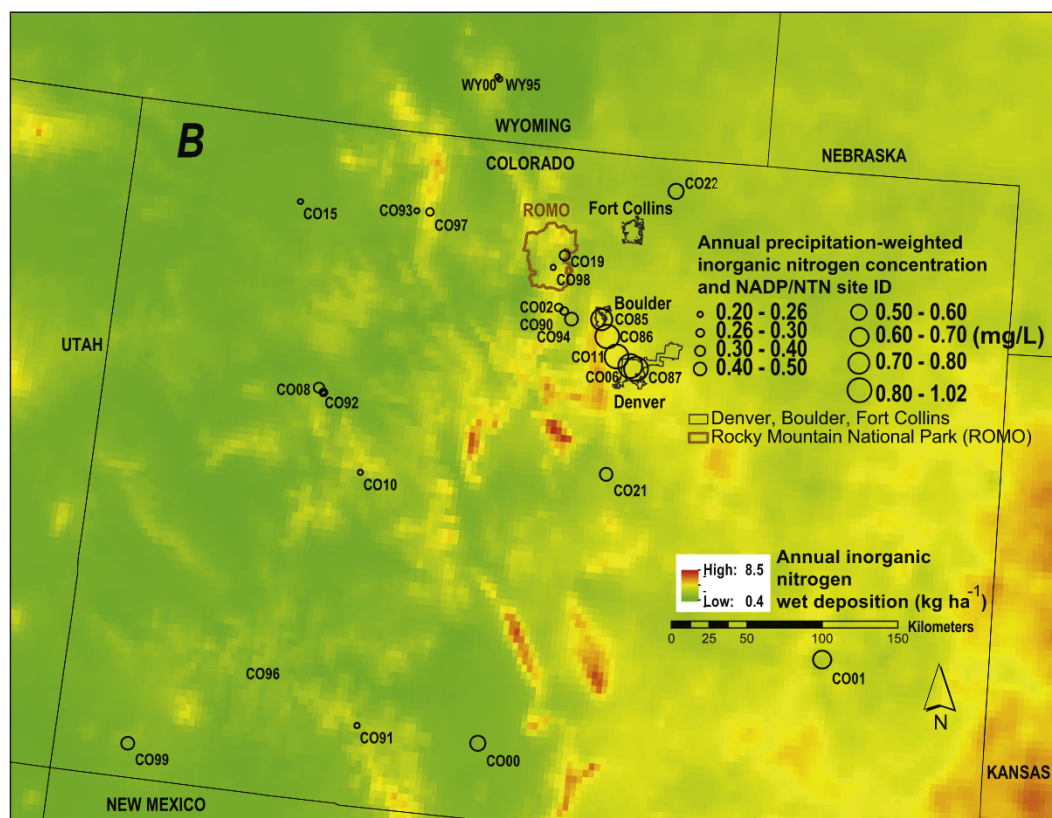 WY00 WY95
B
WYOMING
COLORADO
NEBRASKA
CO22
CO15
CO93
CO97
ROMO
Fort Collins
CO19
CO98
Annual precipitation-weighted
inorganic nitrogen concentration
and NADP/NTN site ID
0.20 - 0.26
0.26 - 0.30
0.30 - 0.40
0.40 - 0.50
0.50 - 0.60
0.60 - 0.70 (mg/L)
0.70 - 0.80
0.80 - 1.02
Denver, Boulder, Fort Collins
Rocky Mountain National Park (ROMO)
CO02
CO90
CO94
Boulder
CO85
CO86
CO11
CO06
CO87
Denver
UTAH
CO08
CO92
CO10
CO21
High: 8.5
Low: 0.4
Annual inorganic
nitrogen
wet deposition (kg ha-1)
0 25 50 100 150 Kilometers
CO01
N
CO96
CO91
CO99
CO00
KANSAS
NEW MEXICO